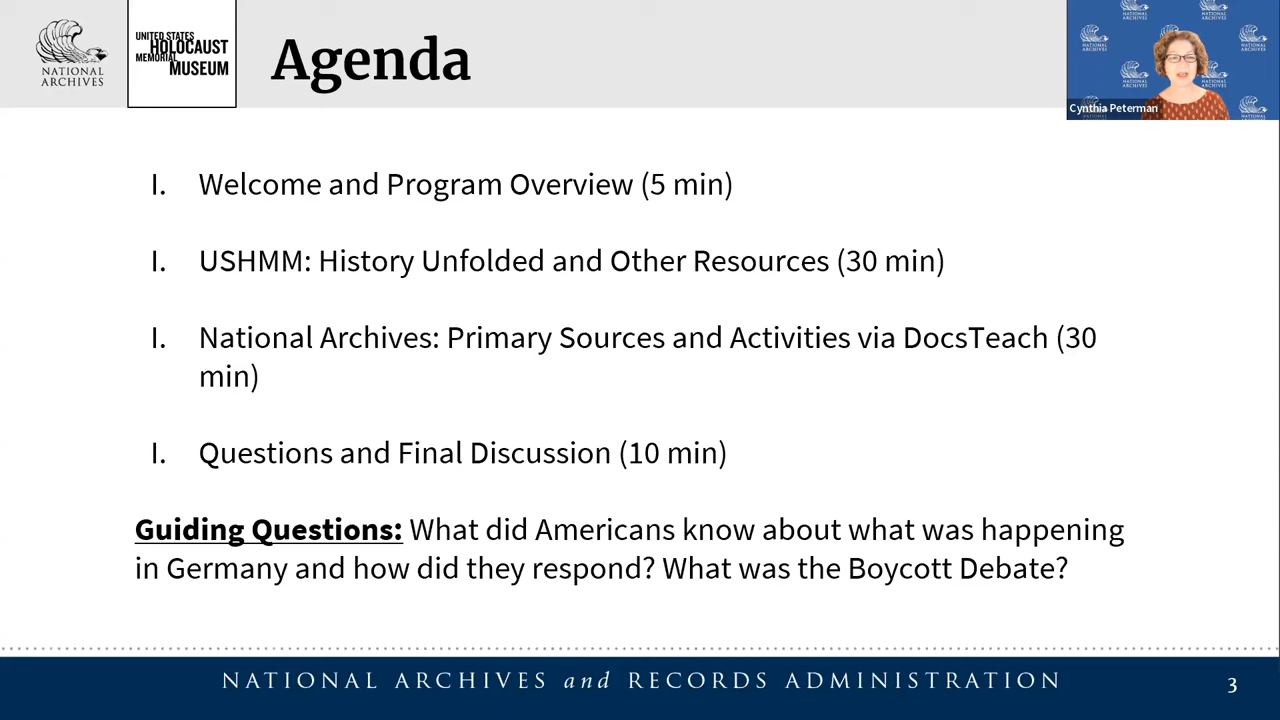 NATIONAL
ARCHIVES
UNITED STATES
HOLOCAUST
MEMORIAL
MUSEUM
Agenda
NATIONAL
ARCHIVES
Cynthia Peterman
I. Welcome and Program Overview (5 min)
I. USHMM: History Unfolded and Other Resources (30 min)
I. National Archives: Primary Sources and Activities via DocsTeach (30
min)
I. Questions and Final Discussion (10 min)
Guiding Questions: What did Americans know about what was happening
in Germany and how did they respond? What was the Boycott Debate?
NATIONAL ARCHIVES and RECORDS ADMINISTRATION
3